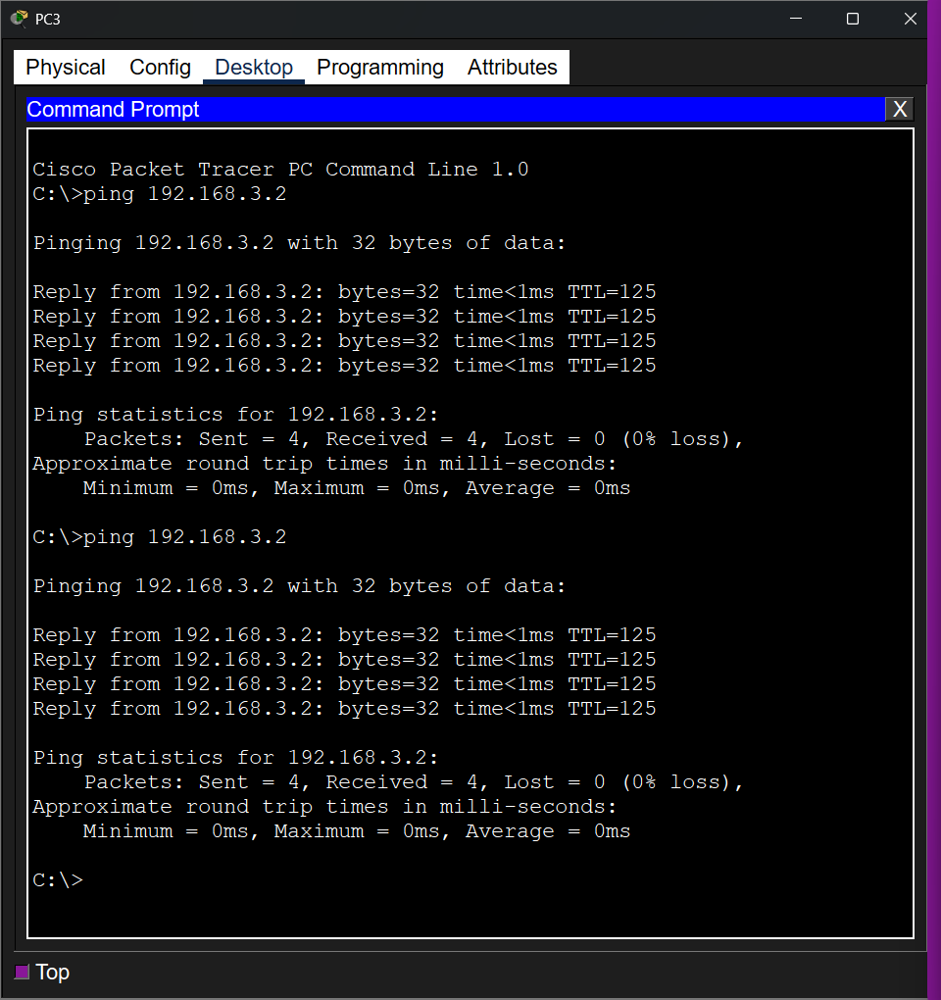 PC3
Physical Config Desktop Programming Attributes
Command Prompt X
Cisco Packet Tracer PC Command Line 1.0
C:\>ping 192.168.3.2
Pinging 192.168.3.2 with 32 bytes of data:
Reply from 192.168.3.2: bytes=32 time<1ms TTL=125
Reply from 192.168.3.2: bytes=32 time<1ms TTL=125
Reply from 192.168.3.2: bytes=32 time<1ms TTL=125
Reply from 192.168.3.2: bytes=32 time<1ms TTL=125
Ping statistics for 192.168.3.2:
Packets: Sent = 4, Received = 4, Lost = 0 (0% loss),
Approximate round trip times in milli-seconds:
Minimum = 0ms, Maximum = 0ms, Average = 0ms
C:\>ping 192.168.3.2
Pinging 192.168.3.2 with 32 bytes of data:
Reply from 192.168.3.2: bytes=32 time<1ms TTL=125
Reply from 192.168.3.2: bytes=32 time<1ms TTL=125
Reply from 192.168.3.2: bytes=32 time<1ms TTL=125
Reply from 192.168.3.2: bytes=32 time<1ms TTL=125
Ping statistics for 192.168.3.2:
Packets: Sent = 4, Received = 4, Lost = 0 (0% loss),
Approximate round trip times in milli-seconds:
Minimum = 0ms, Maximum = 0ms, Average = 0ms
C:\>
Top